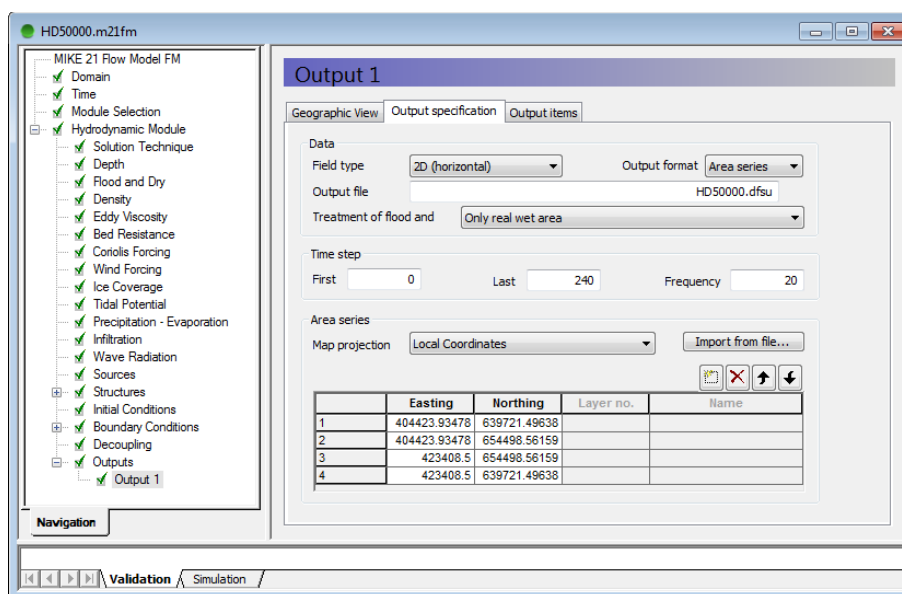 HD50000.m21fm
MIKE 21 Flow Model FM
Domain
Time
Module Selection
Hydrodynamic Module
Solution Technique
Depth
Flood and Dry
Density
Eddy Viscosity
Bed Resistance
Coriolis Forcing
Wind Forcing
Ice Coverage
Tidal Potential
Precipitation - Evaporation
Infiltration
Wave Radiation
Sources
Structures
Initial Conditions
Boundary Conditions
Decoupling
Outputs
Output 1
Navigation
Output 1
Geographic View Output specification Output items
Data
Field type 2D (horizontal) Output format Area series
Output file HD50000.dfsu
Treatment of flood and Only real wet area
Time step
First 0 Last 240 Frequency 20
Area series
Map projection Local Coordinates Import from file...
Easting Northing Layer no. Name
1 404423.93478 639721.49638
2 404423.93478 654498.56159
3 423408.5 654498.56159
4 423408.5 639721.49638
Validation Simulation